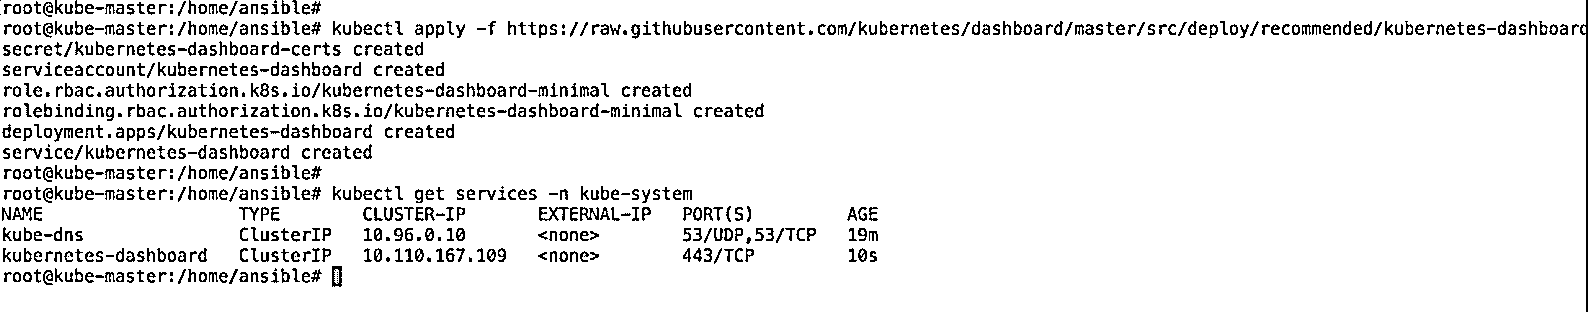 root@kube-master:/home/ansible#
root@kube-master:/home/ansible# kubectl apply -f https://raw.githubusercontent.com/kubernetes/dashboard/master/src/deploy/recommended/kubernetes-dashboard
secret/kubernetes-dashboard-certs created
serviceaccount/kubernetes-dashboard created
role.rbac.authorization.k8s.io/kubernetes-dashboard-minimal created
rolebinding.rbac.authorization.k8s.io/kubernetes-dashboard-minimal created
deployment.apps/kubernetes-dashboard created
service/kubernetes-dashboard created
root@kube-master:/home/ansible#
root@kube-master:/home/ansible# kubectl get services -n kube-system
NAME TYPE CLUSTER-IP EXTERNAL-IP PORT(S) AGE
kube-dns ClusterIP 10.96.0.10 <none> 53/UDP,53/TCP 19m
kubernetes-dashboard ClusterIP 10.110.167.109 <none> 443/TCP 10s
root@kube-master:/home/ansible#